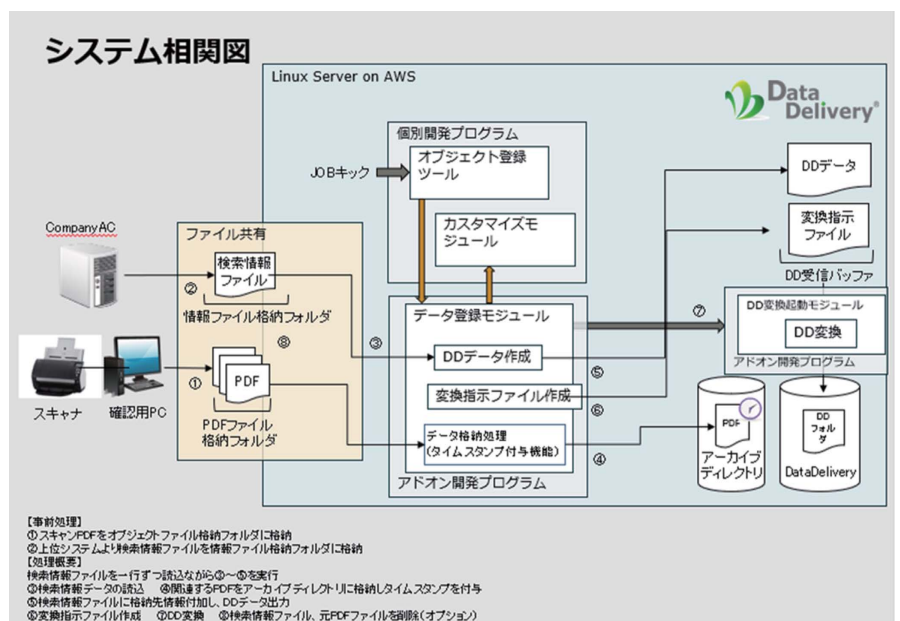 システム相関図
Linux Server on AWS
Data
Delivery®
個別開発プログラム
オブジェクト登録
ツール
JOBキック
カスタマイズモ
ジュール
DDデータ
変換指示
ファイル
DD受信バッファ
CompanyAC
ファイル共有
検索情報
ファイル
②
情報ファイル格納フォルダ
⑧
③
データ登録モジュール
⑦
DD変換起動モジュール
DD変換
アドオン開発プログラム
DDデータ作成
⑤
①
PDF
変換指示ファイル作成
⑥
スキャナ
確認用PC
PDFファイル
格納フォルダ
データ格納処理
(タイムスタンプ付与機能)
④
アドオン開発プログラム
PDF
アーカイブ
ディレクトリ
DD
フォル
ダ
DataDelivery
【事前処理】
①スキャンPDFをオブジェクトファイル格納フォルダに格納
②上位システムより検索情報ファイルを情報ファイル格納フォルダに格納
【処理概要】
検索情報ファイルを一行ずつ読込ながら③～⑤を実行
③検索情報データの読込 ④関連するPDFをアーカイブディレクトリに格納しタイムスタンプを付与
⑤検索情報ファイルに格納先情報付加し、DDデータ出力
⑥変換指示ファイル作成 ⑦DD変換 ⑧検索情報ファイル、元PDFファイルを削除(オプション)